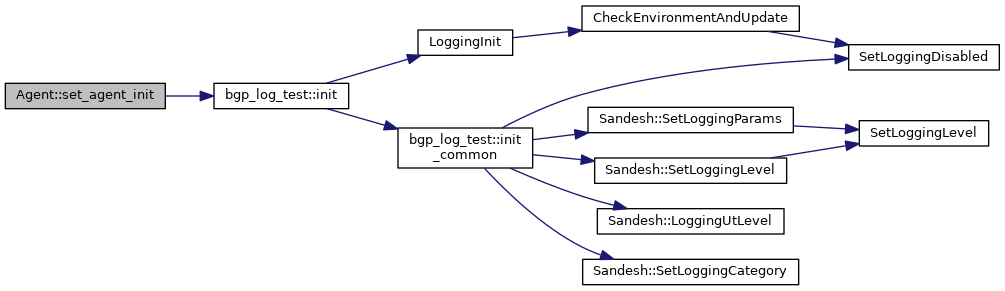 CheckEnvironmentAndUpdate
LoggingInit
SetLoggingDisabled
Agent::set_agent_init
bgp_log_test::init
Sandesh::SetLoggingParams
SetLoggingLevel
bgp_log_test::init
_common
Sandesh::SetLoggingLevel
Sandesh::LoggingUtLevel
Sandesh::SetLoggingCategory